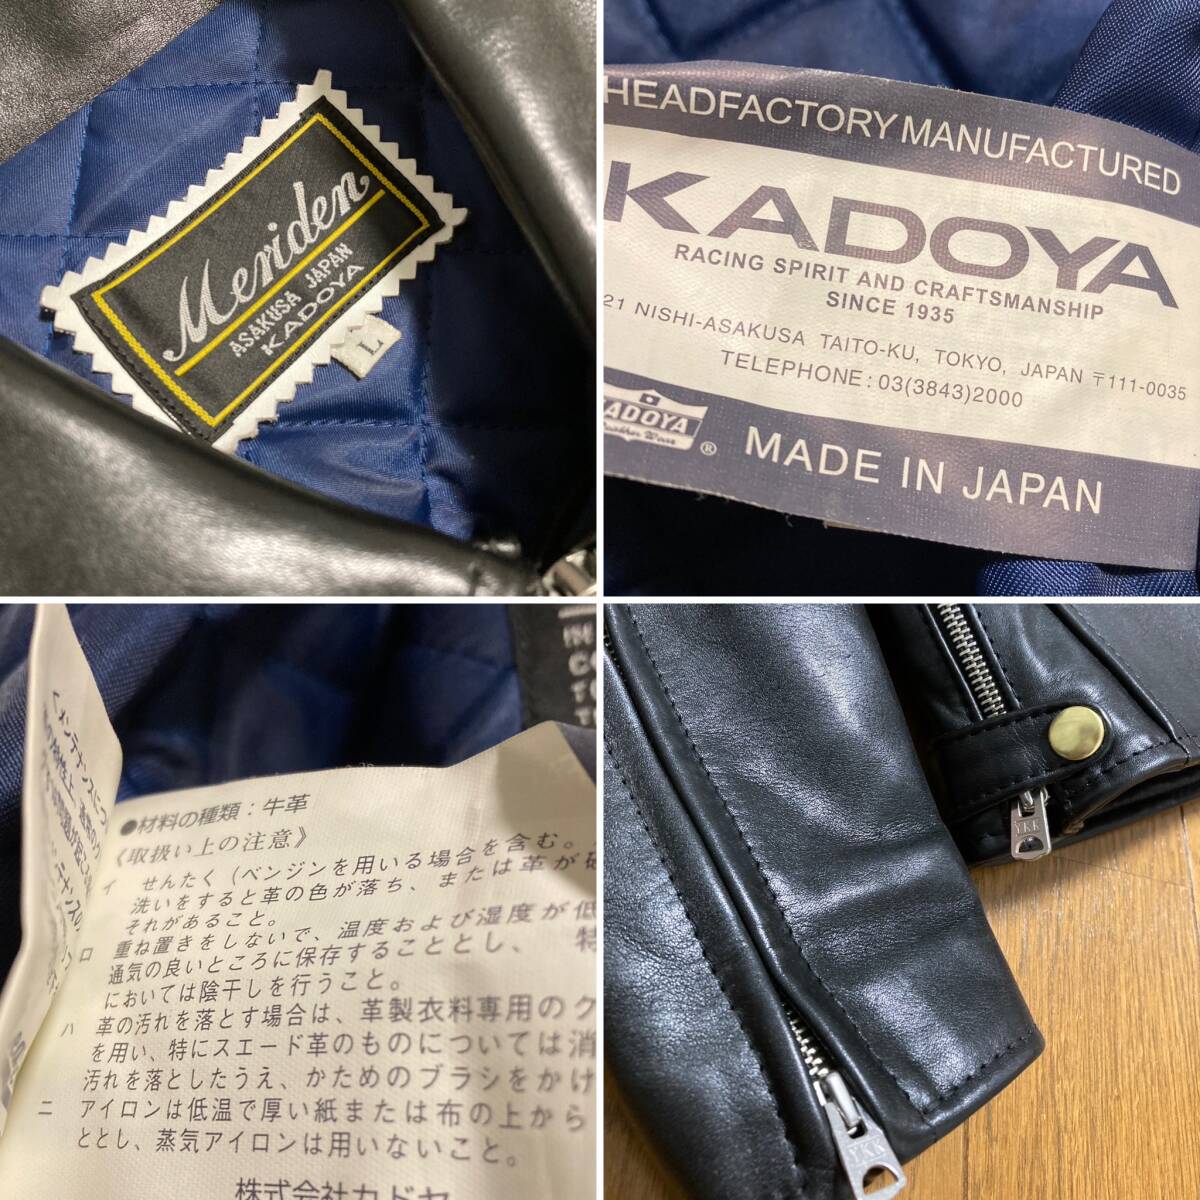 Meriden
ASAKUSA JAPAN
KADOYA
L
HEADFACTORY MANUFACTURED
KADOYA
RACING SPIRIT AND CRAFTSMANSHIP
SINCE 1935
21 NISHI-ASAKUSA TAITO-KU, TOKYO, JAPAN 〒111-0035
TELEPHONE : 03(3843)2000
KADOYA
®
MADE IN JAPAN
●材料の種類：牛革
《取扱い上の注意》
イ せんたく（ベンジンを用いる場合を含む。
洗いをすると革の色が落ち、または革が硬
それがあること。
ロ 重ね置きをしないで、温度および湿度が低
通気の良いところに保存することとし、特
においては陰干しを行うこと。
ハ 革の汚れを落とす場合は、革製衣料専用のク
を用い、特にスエード革のものについては消
汚れを落としたうえ、かためのブラシをかけ
ニ アイロンは低温で厚い紙または布の上から
ととし、蒸気アイロンは用いないこと。
株式会社カドヤ
YKK
YKK